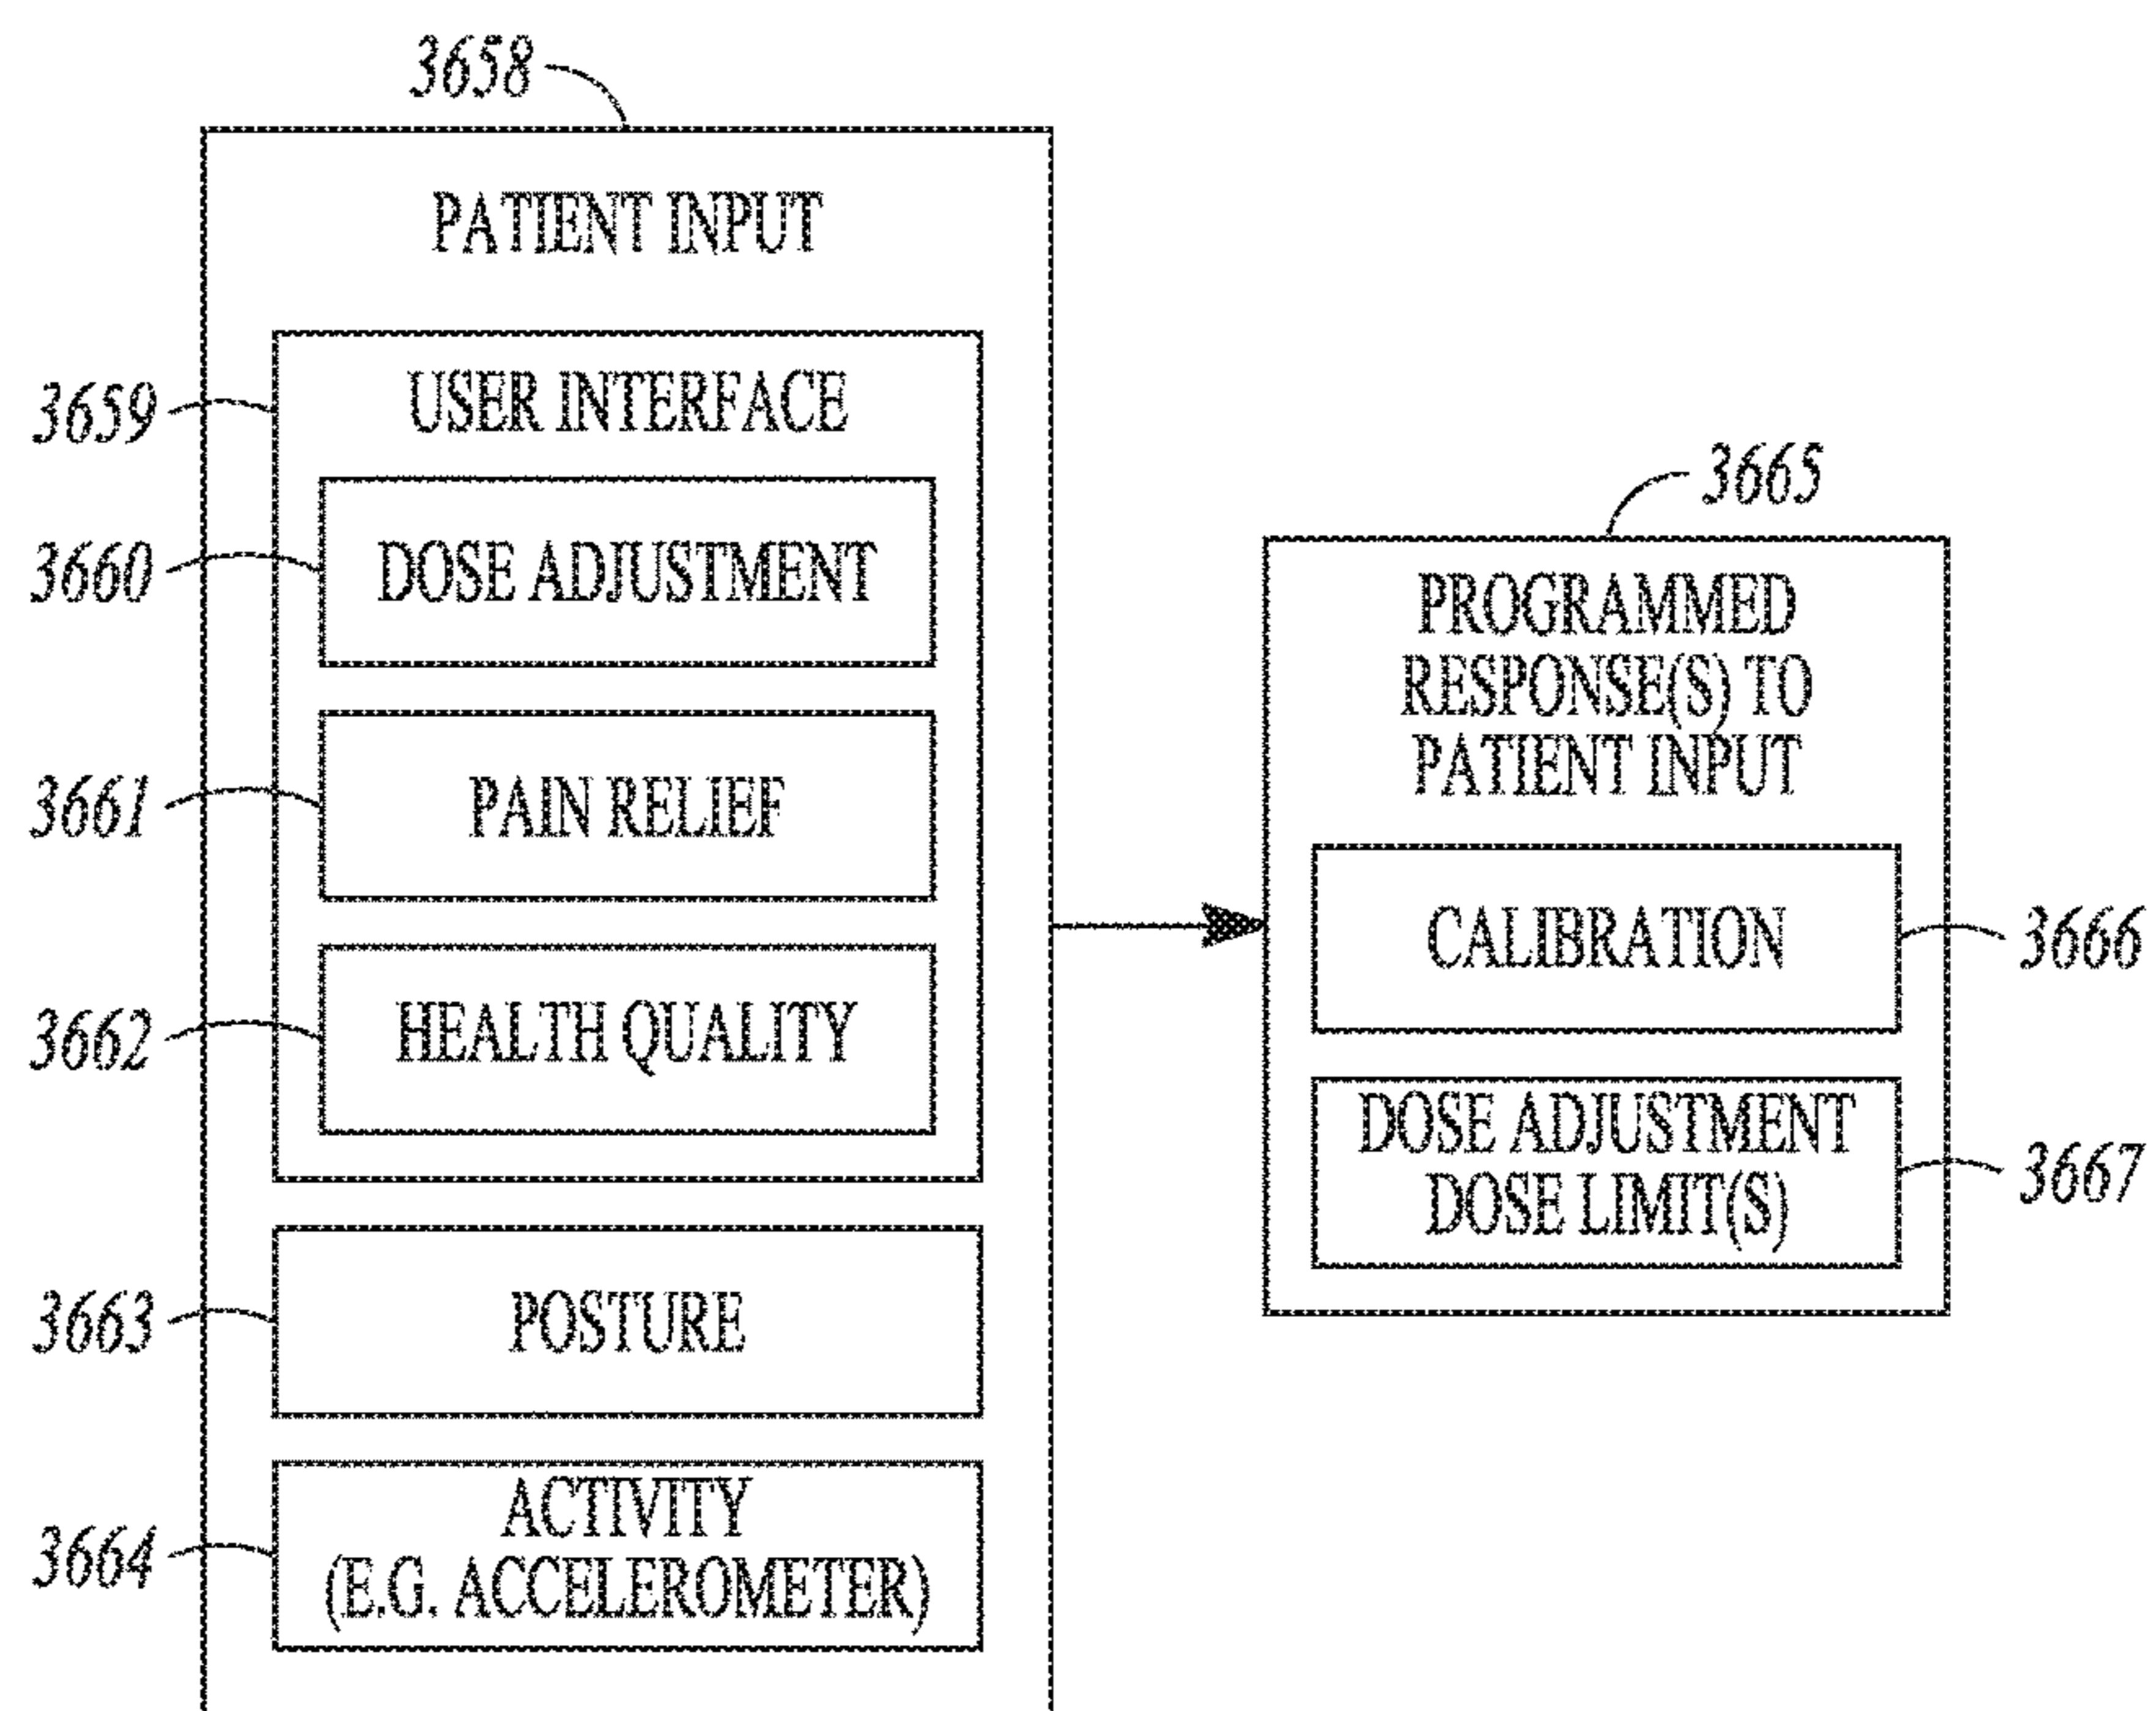 3658
PATIENT INPUT
3659
USER INTERFACE
3660
DOSE ADJUSTMENT
3661
PAIN RELIEF
3662
HEALTH QUALITY
3663
POSTURE
3664
ACTIVITY
(E.G. ACCELEROMETER)
3665
PROGRAMMED
RESPONSE(S) TO
PATIENT INPUT
CALIBRATION
3666
DOSE ADJUSTMENT
DOSE LIMIT(S)
3667